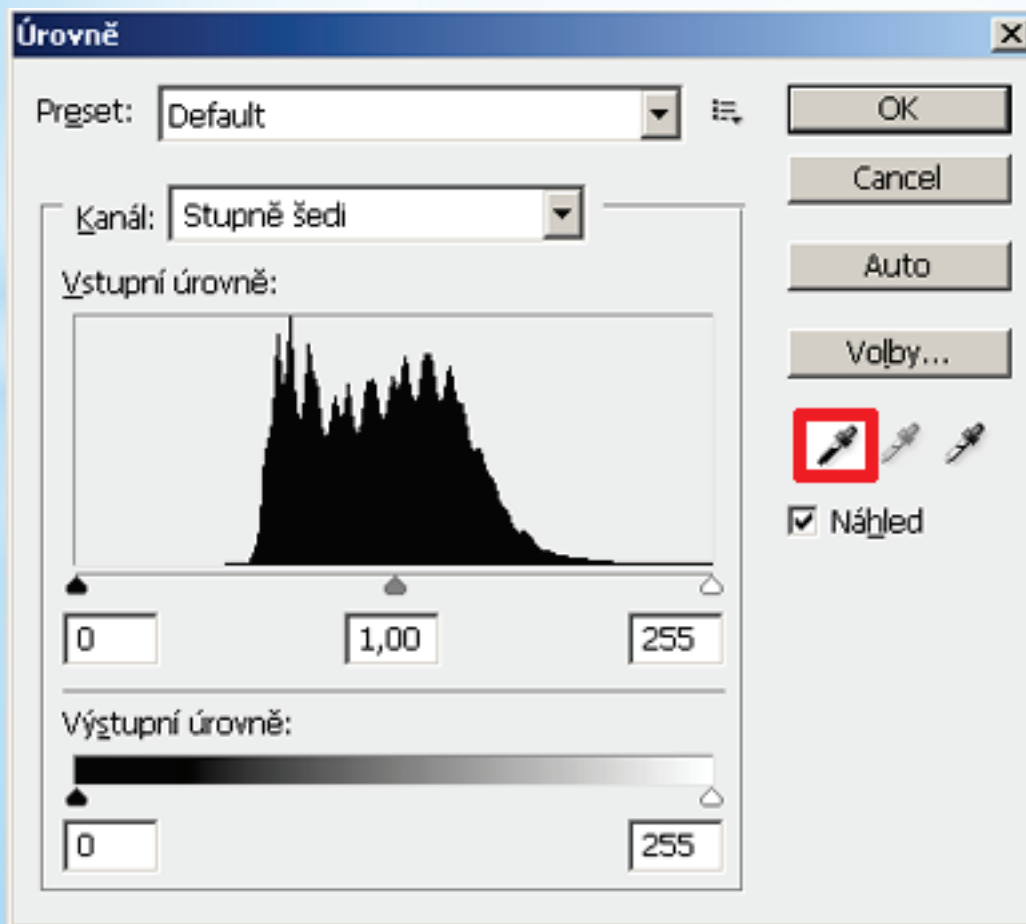 Úrovně
Preset: Default
OK
Cancel
Kanál: Stupně šedi
Auto
Vstupní úrovně:
Volby...
Náhled
0 1,00 255
Výstupní úrovně:
0 255